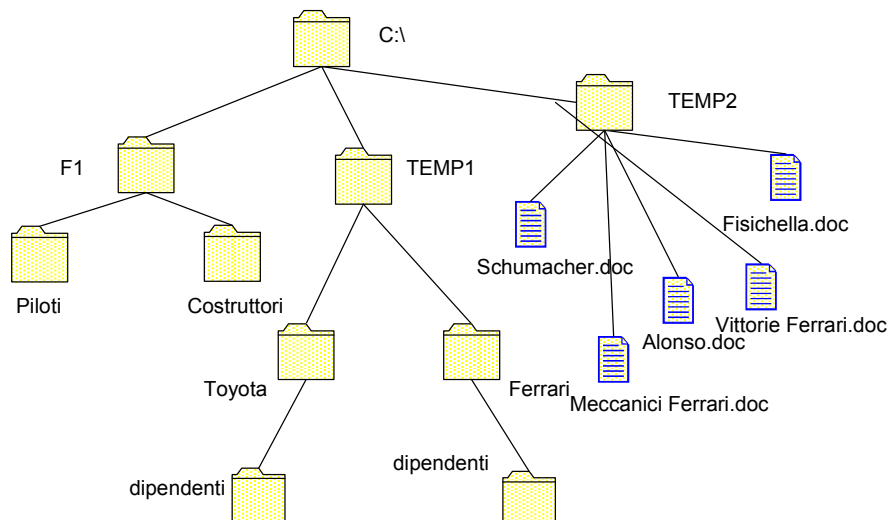 C:\
TEMP2
F1
TEMP1
Fisichella.doc
Schumacher.doc
Piloti
Costruttori
Vittorie Ferrari.doc
Alonso.doc
Toyota
Ferrari
Meccanici Ferrari.doc
dipendenti
dipendenti